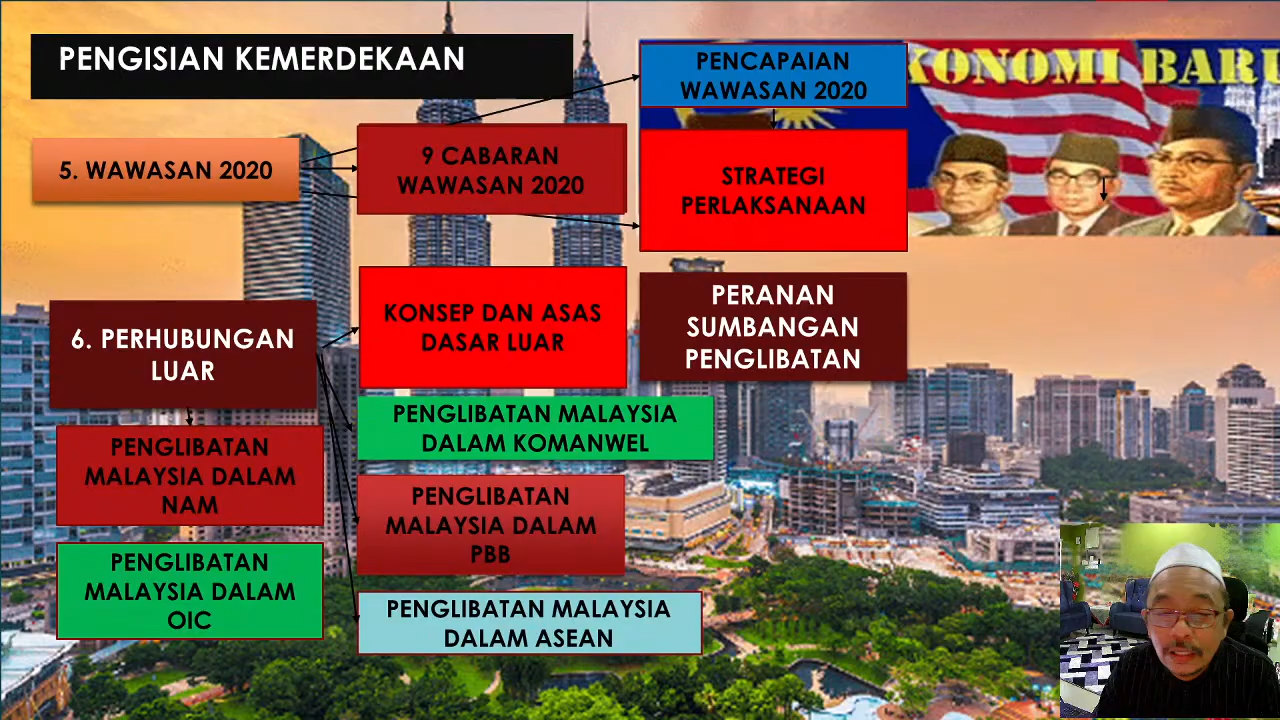 PENGISIAN KEMERDEKAAN
PENCAPAIAN
WAWASAN 2020
KONOMI BARU
5. WAWASAN 2020
9 CABARAN
WAWASAN 2020
STRATEGI
PERLAKSANAAN
6. PERHUBUNGAN
LUAR
KONSEP DAN ASAS
DASAR LUAR
PERANAN
SUMBANGAN
PENGLIBATAN
PENGLIBATAN MALAYSIA
DALAM KOMANWEL
PENGLIBATAN
MALAYSIA DALAM
NAM
PENGLIBATAN
MALAYSIA DALAM
PBB
PENGLIBATAN
MALAYSIA DALAM
OIC
PENGLIBATAN MALAYSIA
DALAM ASEAN